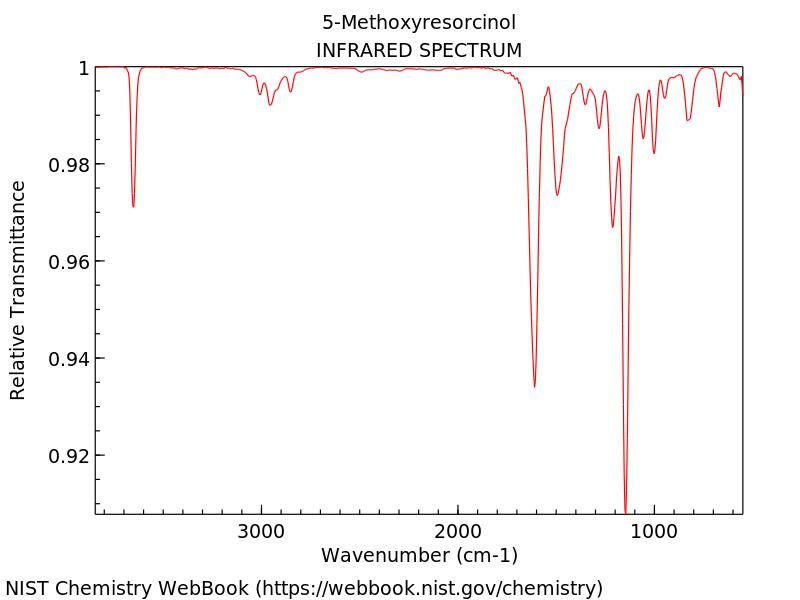 5-Methoxyresorcinol
INFRARED SPECTRUM
1
0.98
0.96
0.94
0.92
Relative Transmittance
3000 2000 1000
Wavenumber (cm-1)
NIST Chemistry WebBook (https://webbook.nist.gov/chemistry)